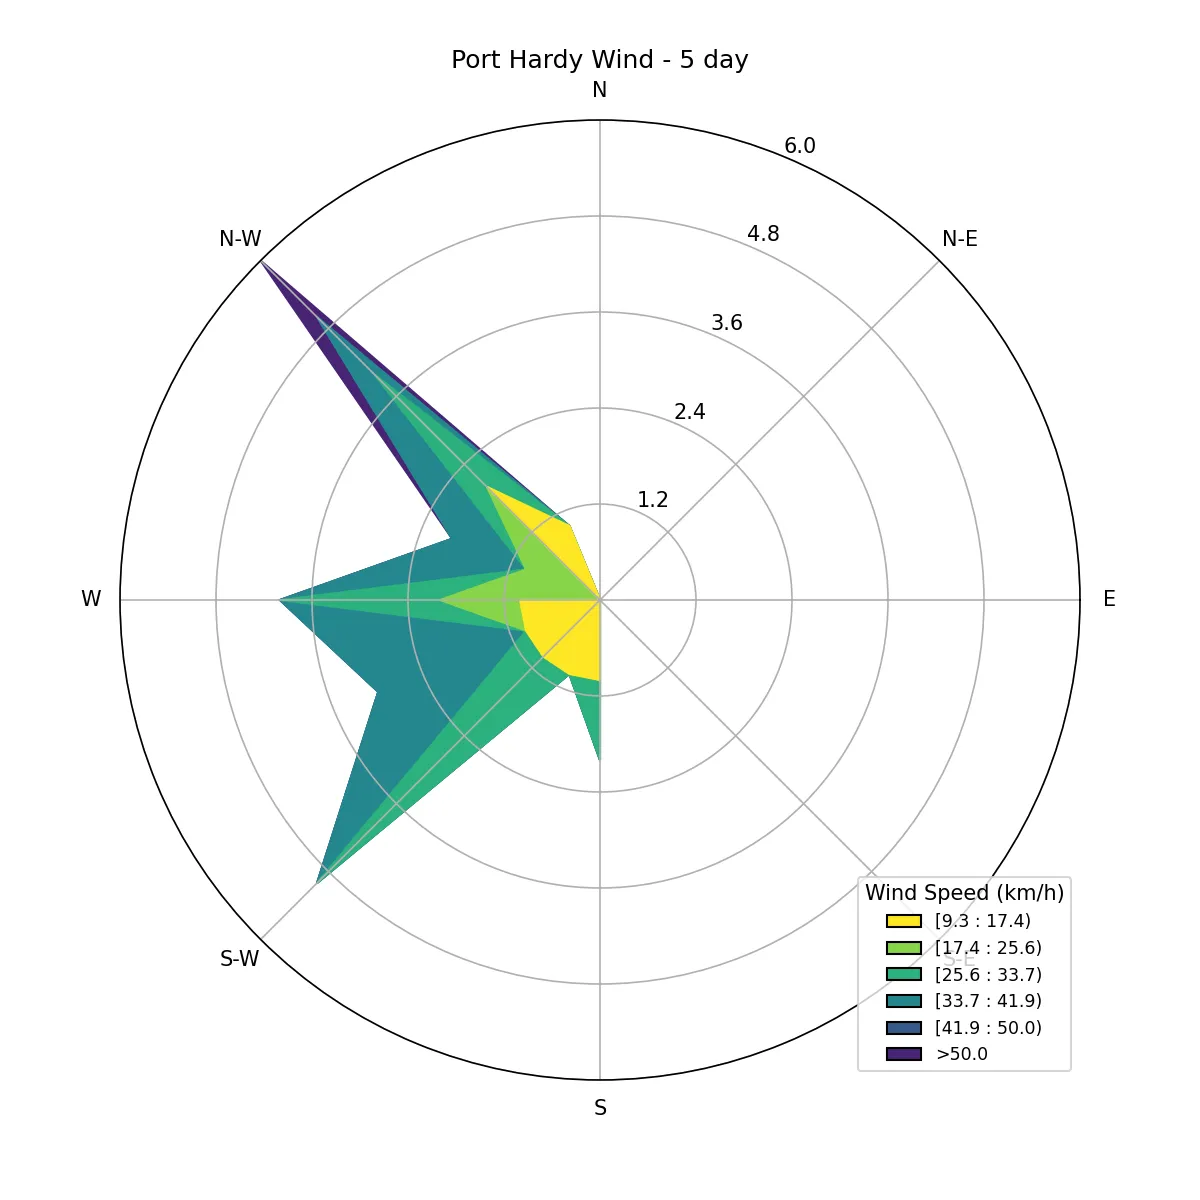 Port Hardy Wind - 5 day
N
6.0
N-W
N-E
4.8
3.6
2.4
1.2
W
E
Wind Speed (km/h)
[9.3 : 17.4)
[17.4 : 25.6)
S-W
S-E
[25.6 : 33.7)
[33.7 : 41.9)
[41.9 : 50.0)
>50.0
S